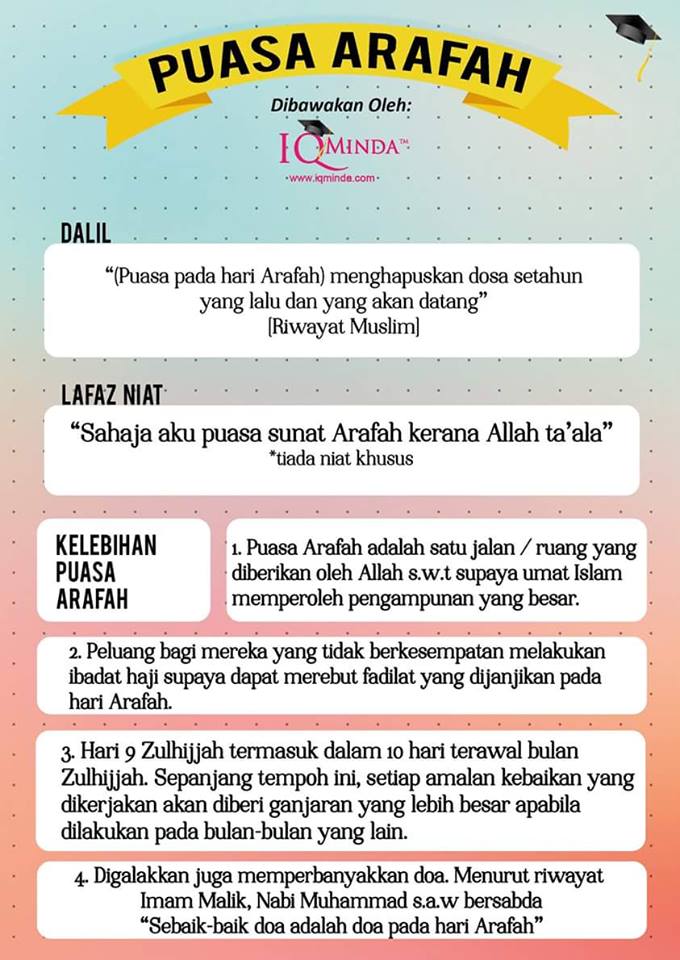 PUASA ARAFAH
Dibawakan Oleh:
IQMINDA™
•www.iqminda.com•
DALIL
“(Puasa pada hari Arafah) menghapuskan dosa setahun
yang lalu dan yang akan datang”
[Riwayat Muslim]
LAFAZ NIAT
“Sahaja aku puasa sunat Arafah kerana Allah ta’ala”
*tiada niat khusus
KELEBIHAN
PUASA
ARAFAH
1. Puasa Arafah adalah satu jalan / ruang yang
diberikan oleh Allah s.w.t supaya umat Islam
memperoleh pengampunan yang besar.
2. Peluang bagi mereka yang tidak berkesempatan melakukan
ibadat haji supaya dapat merebut fadilat yang dijanjikan pada
hari Arafah.
3. Hari 9 Zulhijjah termasuk dalam 10 hari terawal bulan
Zulhijjah. Sepanjang tempoh ini, setiap amalan kebaikan yang
dikerjakan akan diberi ganjaran yang lebih besar apabila
dilakukan pada bulan-bulan yang lain.
4. Digalakkan juga memperbanyakkan doa. Menurut riwayat
Imam Malik, Nabi Muhammad s.a.w bersabda
“Sebaik-baik doa adalah doa pada hari Arafah”